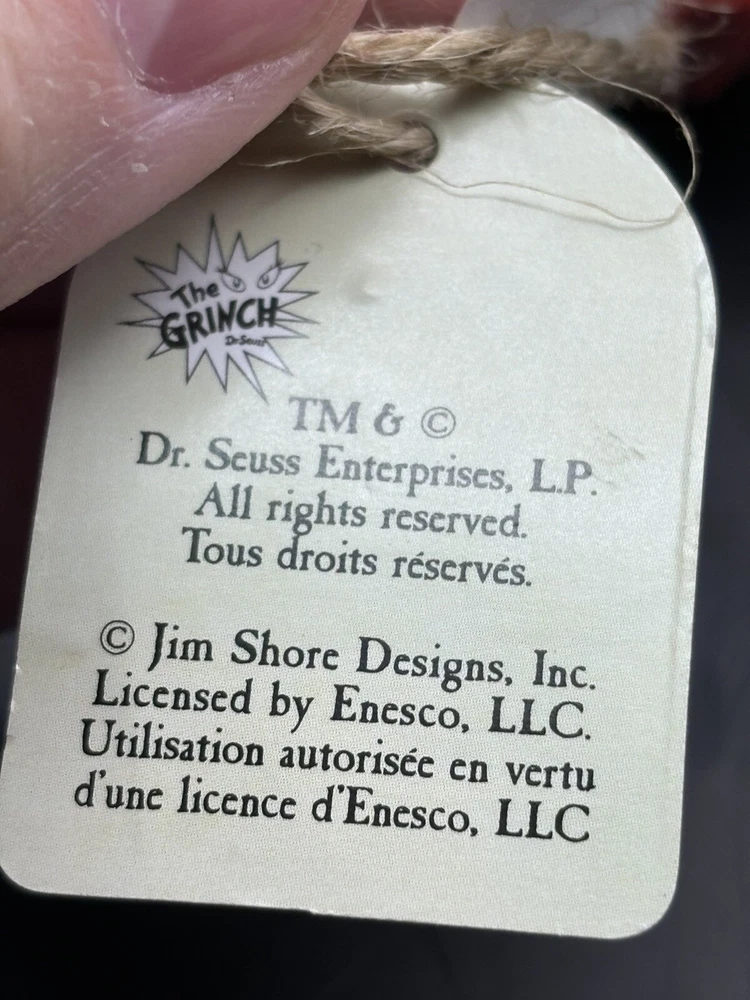 The
GRINCH
Dr. Seuss
TM & ©
Dr. Seuss Enterprises, L.P.
All rights reserved.
Tous droits réservés.
© Jim Shore Designs, Inc.
Licensed by Enesco, LLC.
Utilisation autorisée en vertu
d'une licence d'Enesco, LLC